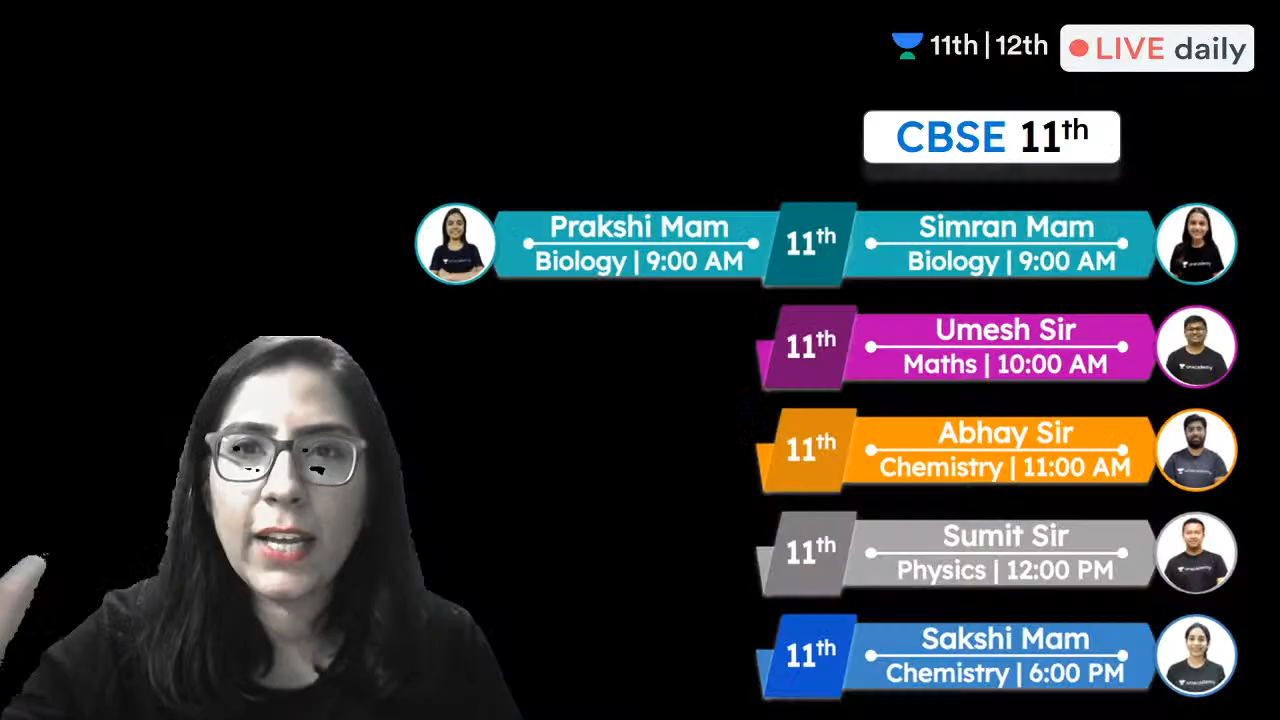 11th | 12th LIVE daily
CBSE 11th
Prakshi Mam 11th Simran Mam
Biology | 9:00 AM Biology | 9:00 AM
11th Umesh Sir
Maths | 10:00 AM
11th Abhay Sir
Chemistry | 11:00 AM
11th Sumit Sir
Physics | 12:00 PM
11th Sakshi Mam
Chemistry | 6:00 PM